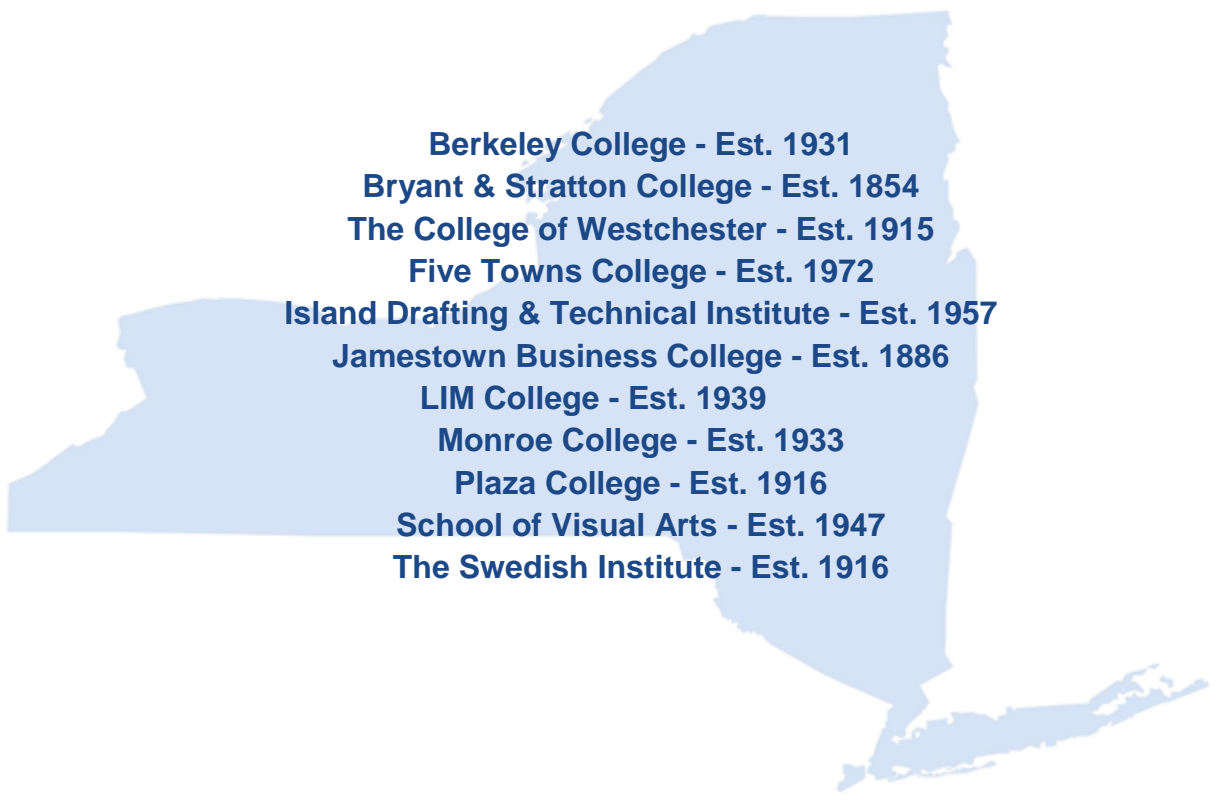 Berkeley College - Est. 1931
Bryant & Stratton College - Est. 1854
The College of Westchester - Est. 1915
Five Towns College - Est. 1972
Island Drafting & Technical Institute - Est. 1957
Jamestown Business College - Est. 1886
LIM College - Est. 1939
Monroe College - Est. 1933
Plaza College - Est. 1916
School of Visual Arts - Est. 1947
The Swedish Institute - Est. 1916